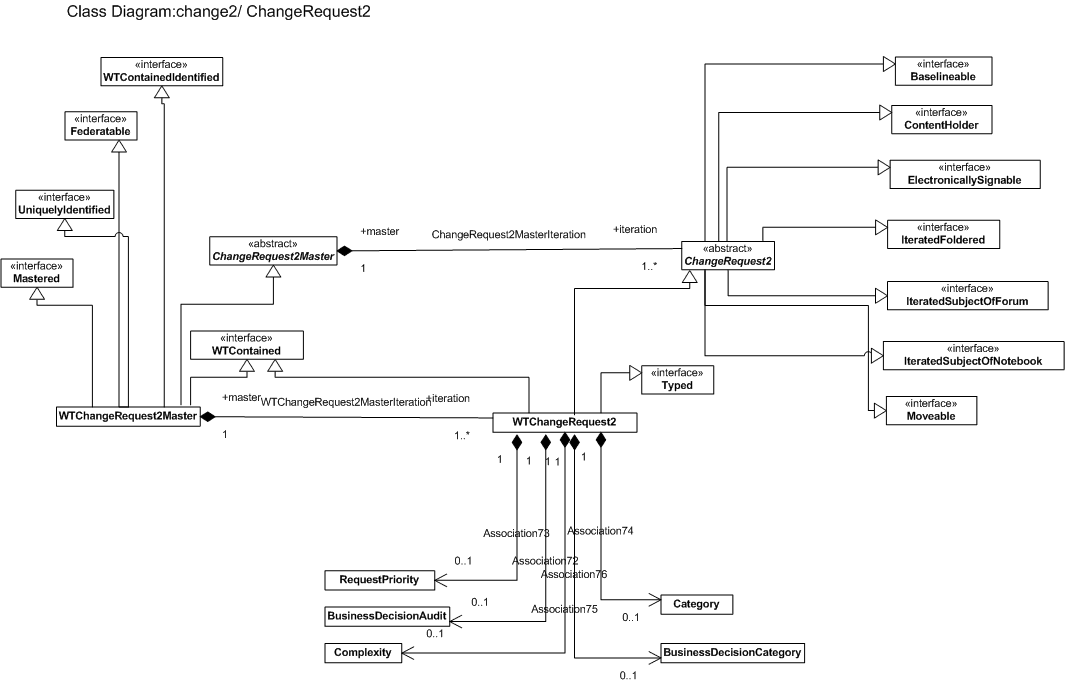 Class Diagram:change2/ ChangeRequest2
«interface»
WTContainedIdentified
«interface»
Federatable
«interface»
UniquelyIdentified
«interface»
Mastered
«abstract»
ChangeRequest2Master
+master
1
ChangeRequest2MasterIteration
+iteration
1..*
«abstract»
ChangeRequest2
«interface»
Baselineable
«interface»
ContentHolder
«interface»
ElectronicallySignable
«interface»
IteratedFoldered
«interface»
IteratedSubjectOfForum
«interface»
IteratedSubjectOfNotebook
«interface»
Moveable
«interface»
WTContained
«interface»
Typed
WTChangeRequest2Master
+master
1
WTChangeRequest2MasterIteration
+iteration
1..*
WTChangeRequest2
1
1
1
1
1
Association73
Association74
Association72
Association76
Association75
0..1
RequestPriority
0..1
BusinessDecisionAudit
0..1
Complexity
Category
0..1
BusinessDecisionCategory
0..1